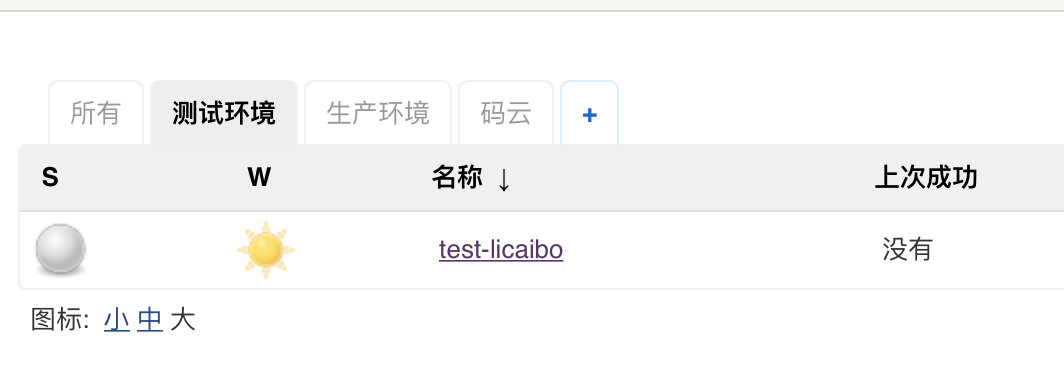 所有 测试环境 生产环境 码云 +
S W 名称 ↓ 上次成功
test-licaibo 没有
图标: 小 中 大